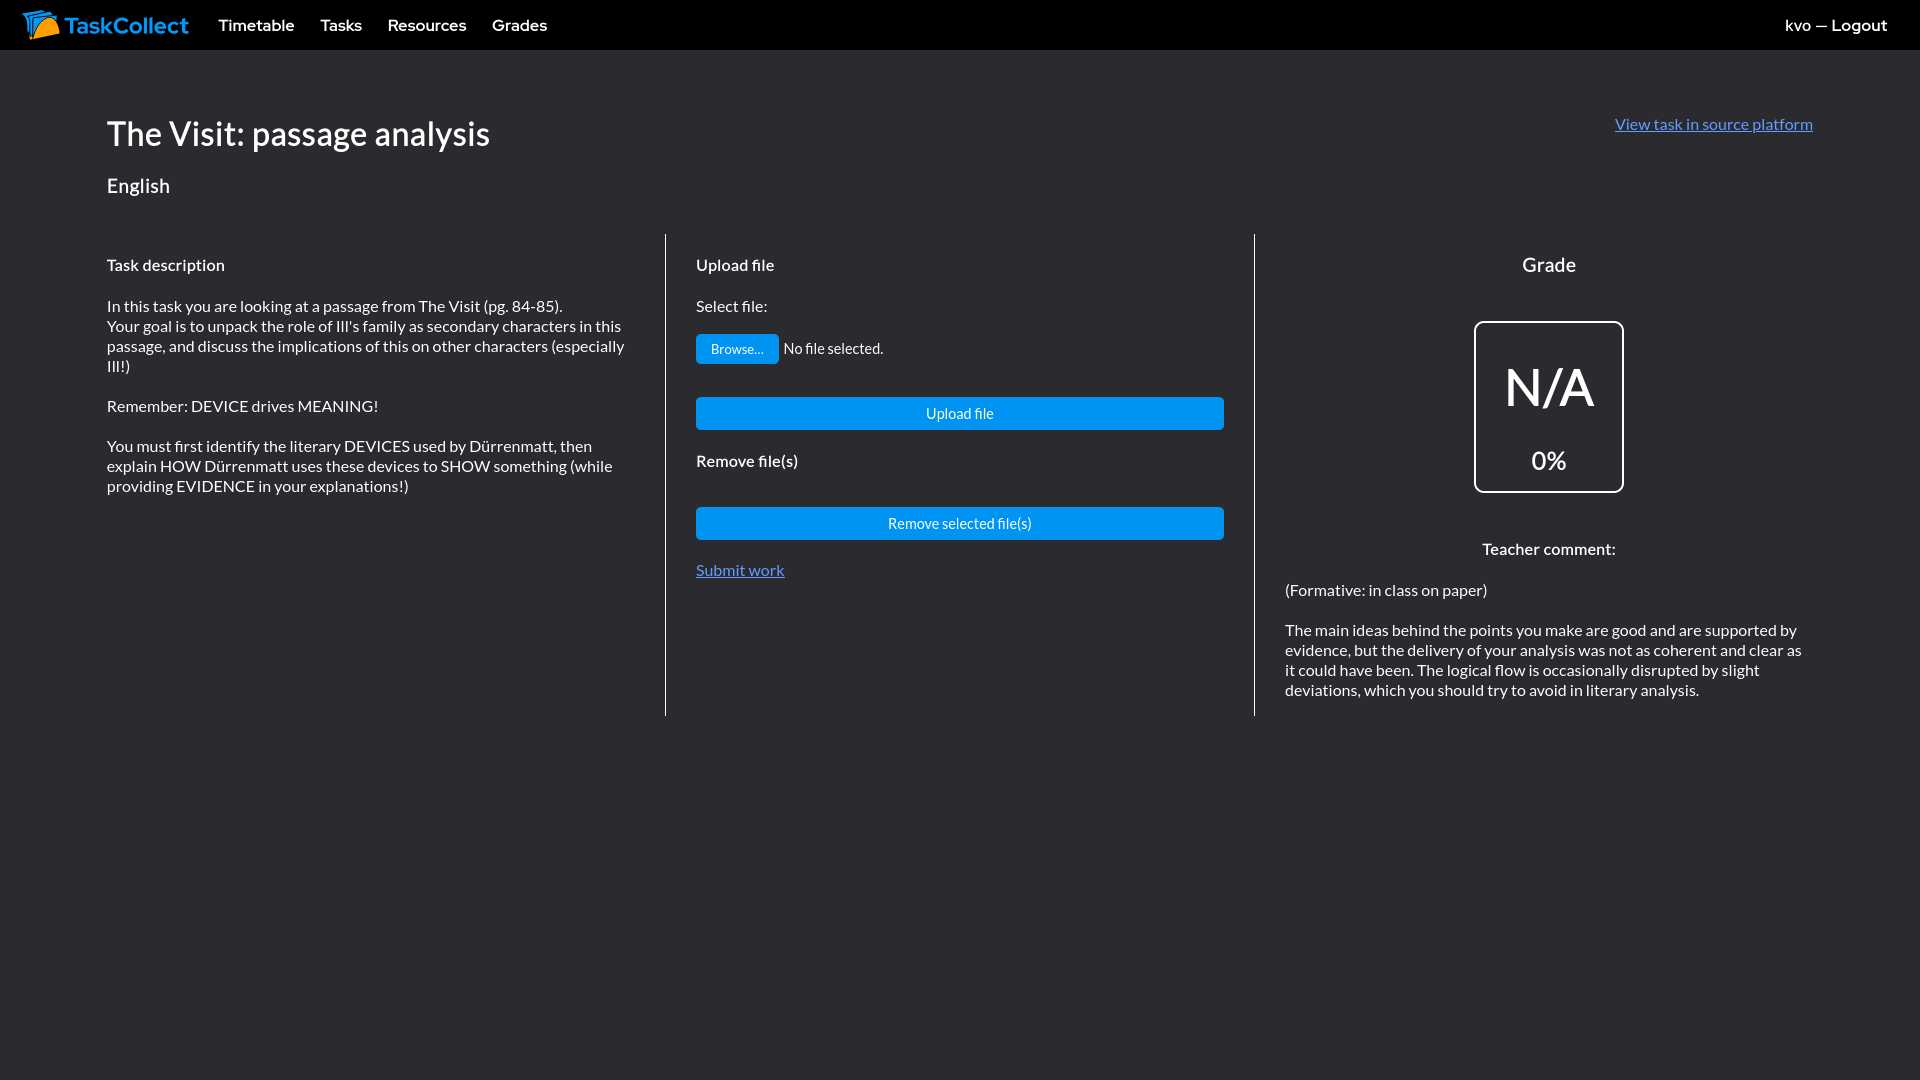 TaskCollect Timetable Tasks Resources Grades kvo — Logout
The Visit: passage analysis
View task in source platform
English
Task description
In this task you are looking at a passage from The Visit (pg. 84-85).
Your goal is to unpack the role of Ill's family as secondary characters in this
passage, and discuss the implications of this on other characters (especially
Ill!)
Remember: DEVICE drives MEANING!
You must first identify the literary DEVICES used by Dürrenmatt, then
explain HOW Dürrenmatt uses these devices to SHOW something (while
providing EVIDENCE in your explanations!)
Upload file
Select file:
Browse... No file selected.
Upload file
Remove file(s)
Remove selected file(s)
Submit work
Grade
N/A
0%
Teacher comment:
(Formative: in class on paper)
The main ideas behind the points you make are good and are supported by
evidence, but the delivery of your analysis was not as coherent and clear as
it could have been. The logical flow is occasionally disrupted by slight
deviations, which you should try to avoid in literary analysis.